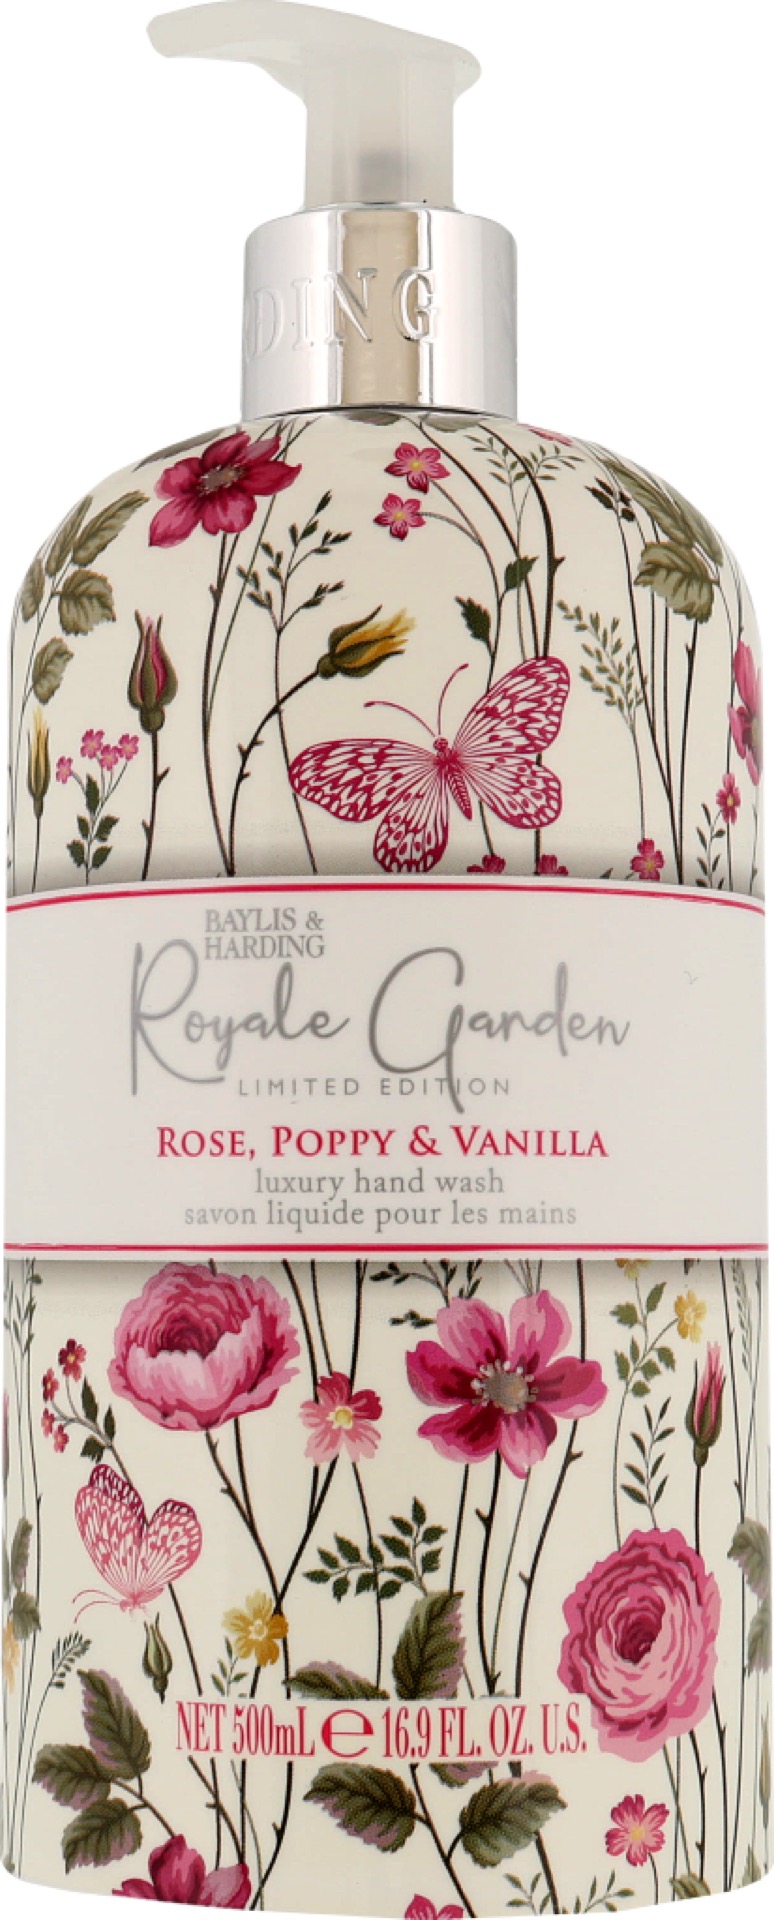 DING
BAYLIS &
HARDING
Royale Garden
LIMITED EDITION
ROSE, POPPY & VANILLA
luxury hand wash
savon liquide pour les mains
NET 500mL e 16.9 FL. OZ. U.S.